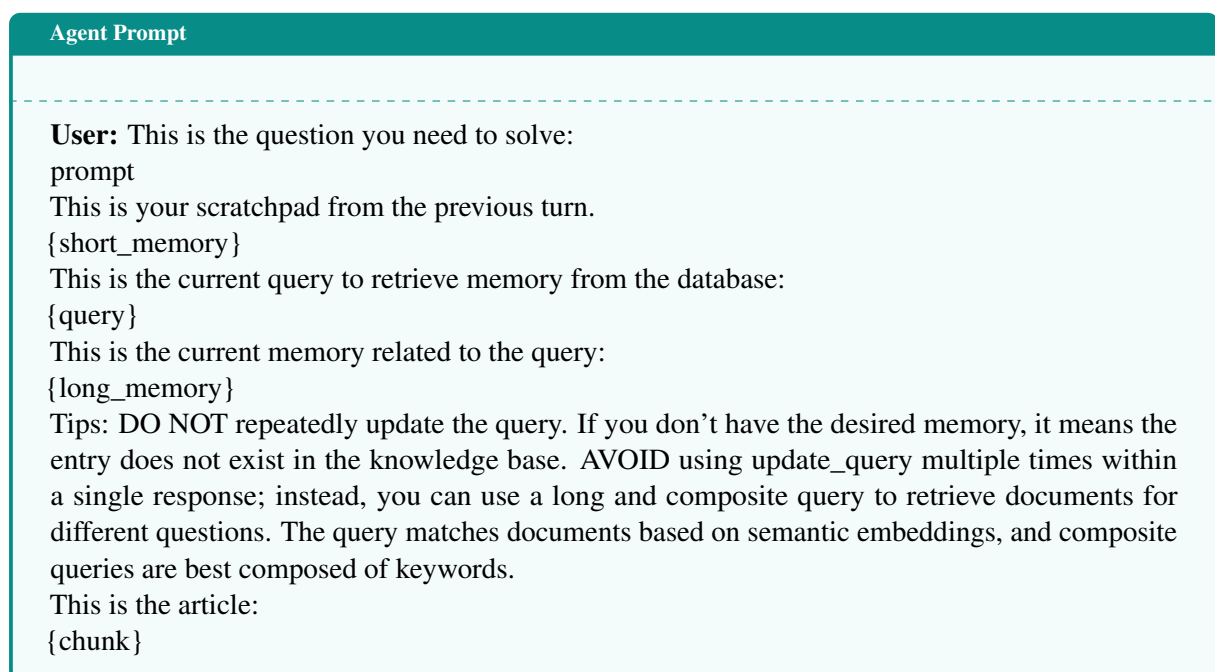 Agent Prompt
User: This is the question you need to solve:
prompt
This is your scratchpad from the previous turn.
{short_memory}
This is the current query to retrieve memory from the database:
{query}
This is the current memory related to the query:
{long_memory}
Tips: DO NOT repeatedly update the query. If you don't have the desired memory, it means the
entry does not exist in the knowledge base. AVOID using update_query multiple times within
a single response; instead, you can use a long and composite query to retrieve documents for
different questions. The query matches documents based on semantic embeddings, and composite
queries are best composed of keywords.
This is the article:
{chunk}